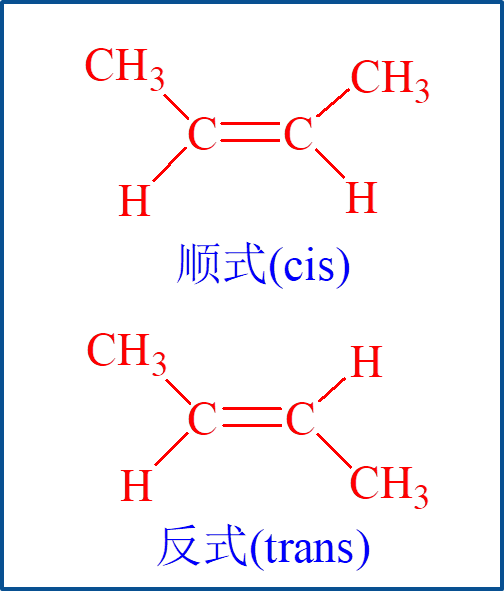 CH₃ CH₃
C=C
H H
顺式(cis)
CH₃ H
C=C
H CH₃
反式(trans)